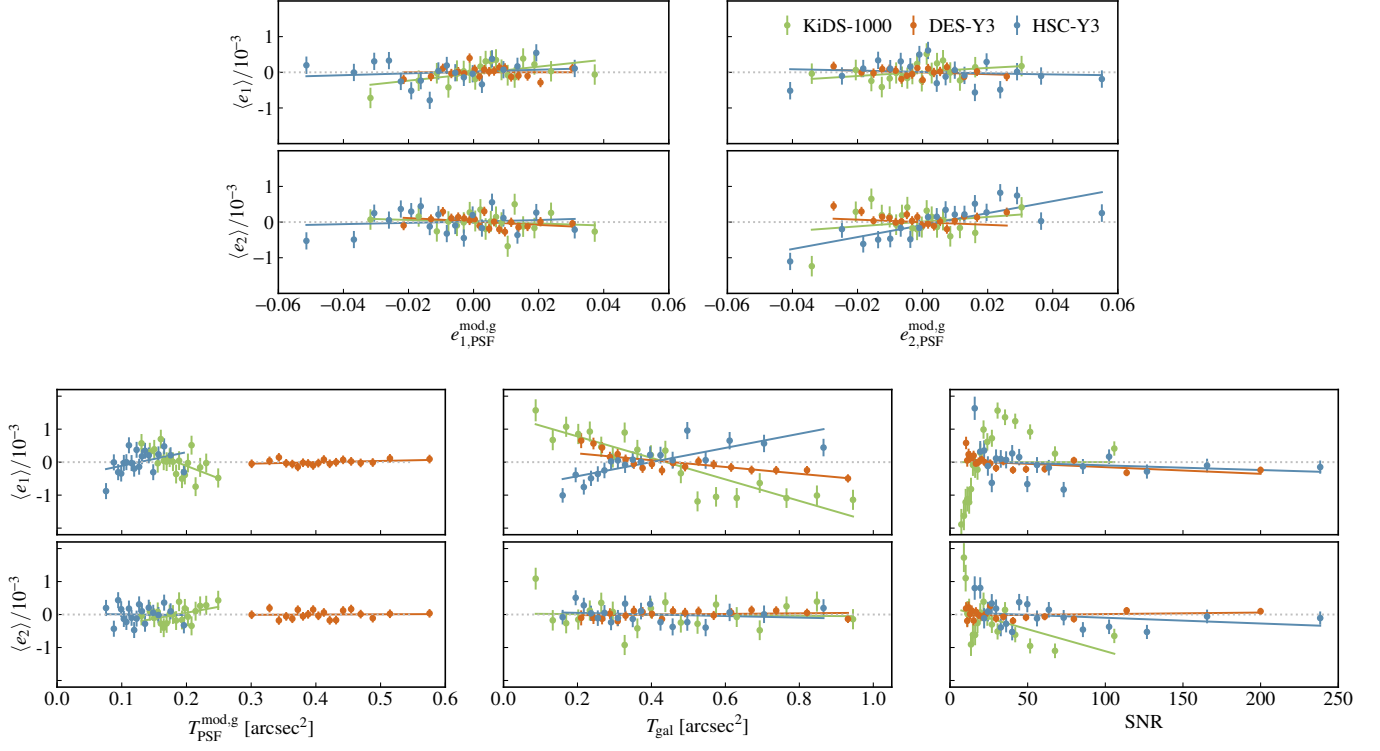 KiDS-1000 DES-Y3 HSC-Y3
⟨e₁⟩/10⁻³
1
0
−1
⟨e₂⟩/10⁻³
1
0
−1
−0.06 −0.04 −0.02 0.00 0.02 0.04 0.06
−0.06 −0.04 −0.02 0.00 0.02 0.04 0.06
e_{1,PSF}^{mod,g}
e_{2,PSF}^{mod,g}
⟨e₁⟩/10⁻³
1
0
−1
⟨e₂⟩/10⁻³
1
0
−1
0.0 0.1 0.2 0.3 0.4 0.5 0.6
0.0 0.2 0.4 0.6 0.8 1.0
0 50 100 150 200 250
T_{PSF}^{mod,g} [arcsec²]
T_{gal} [arcsec²]
SNR